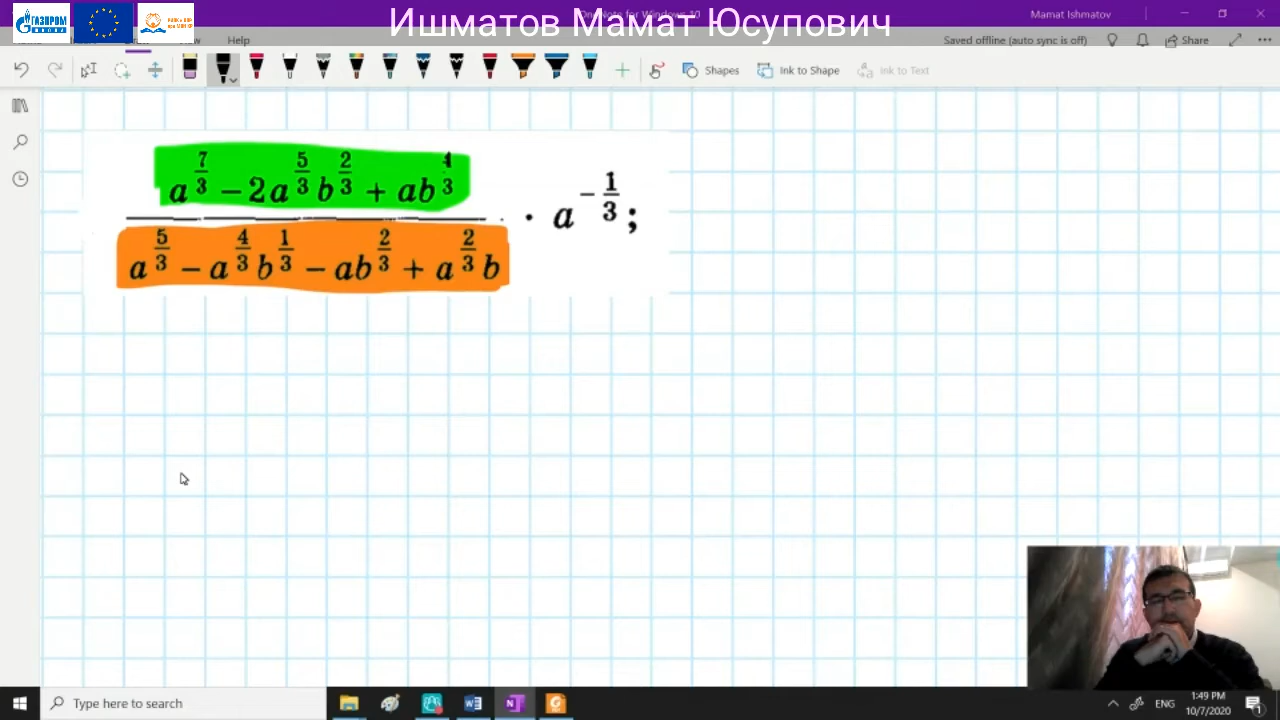 ГАЗПРОМ
Ишматов Мамат Юсупович
Mamat Ishmatov
Help
Saved offline (auto sync is off)
Share
Shapes
Ink to Shape
Ink to Text
a^{7/3} − 2a^{5/3}b^{2/3} + ab^{4/3}
a^{5/3} − a^{4/3}b^{1/3} − ab^{2/3} + a^{2/3}b
· a^{−1/3};
Type here to search
ENG
1:49 PM
10/7/2020
1